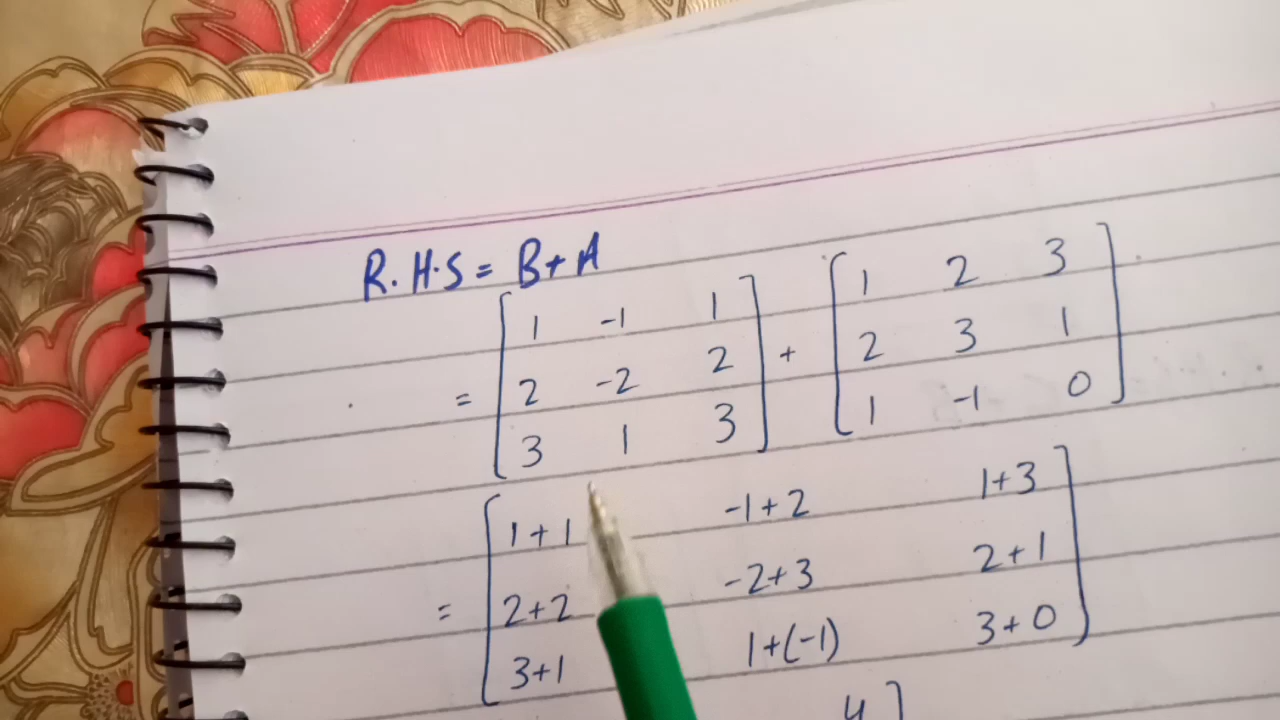 R.H.S = B+A
= [ 1 -1 1 ] + [ 1 2 3 ]
[ 2 -2 2 ] [ 2 3 1 ]
[ 3 1 3 ] [ 1 -1 0 ]
= [ 1+1 -1+2 1+3 ]
[ 2+2 -2+3 2+1 ]
[ 3+1 1+(-1) 3+0 ]
4 ]